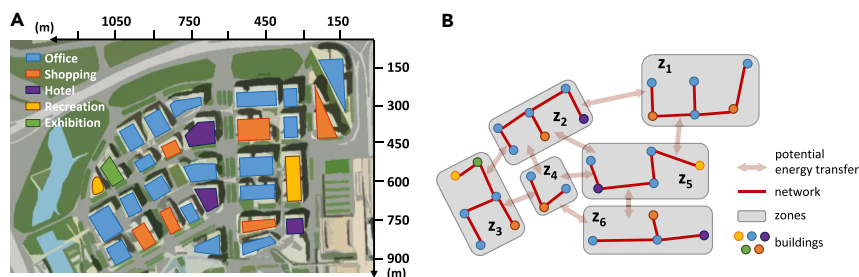 A
(m)
1050
750
450
150
Office
Shopping
Hotel
Recreation
Exhibition
150
300
450
600
750
900
(m)
B
z1
z2
z3
z4
z5
z6
potential
energy transfer
network
zones
buildings